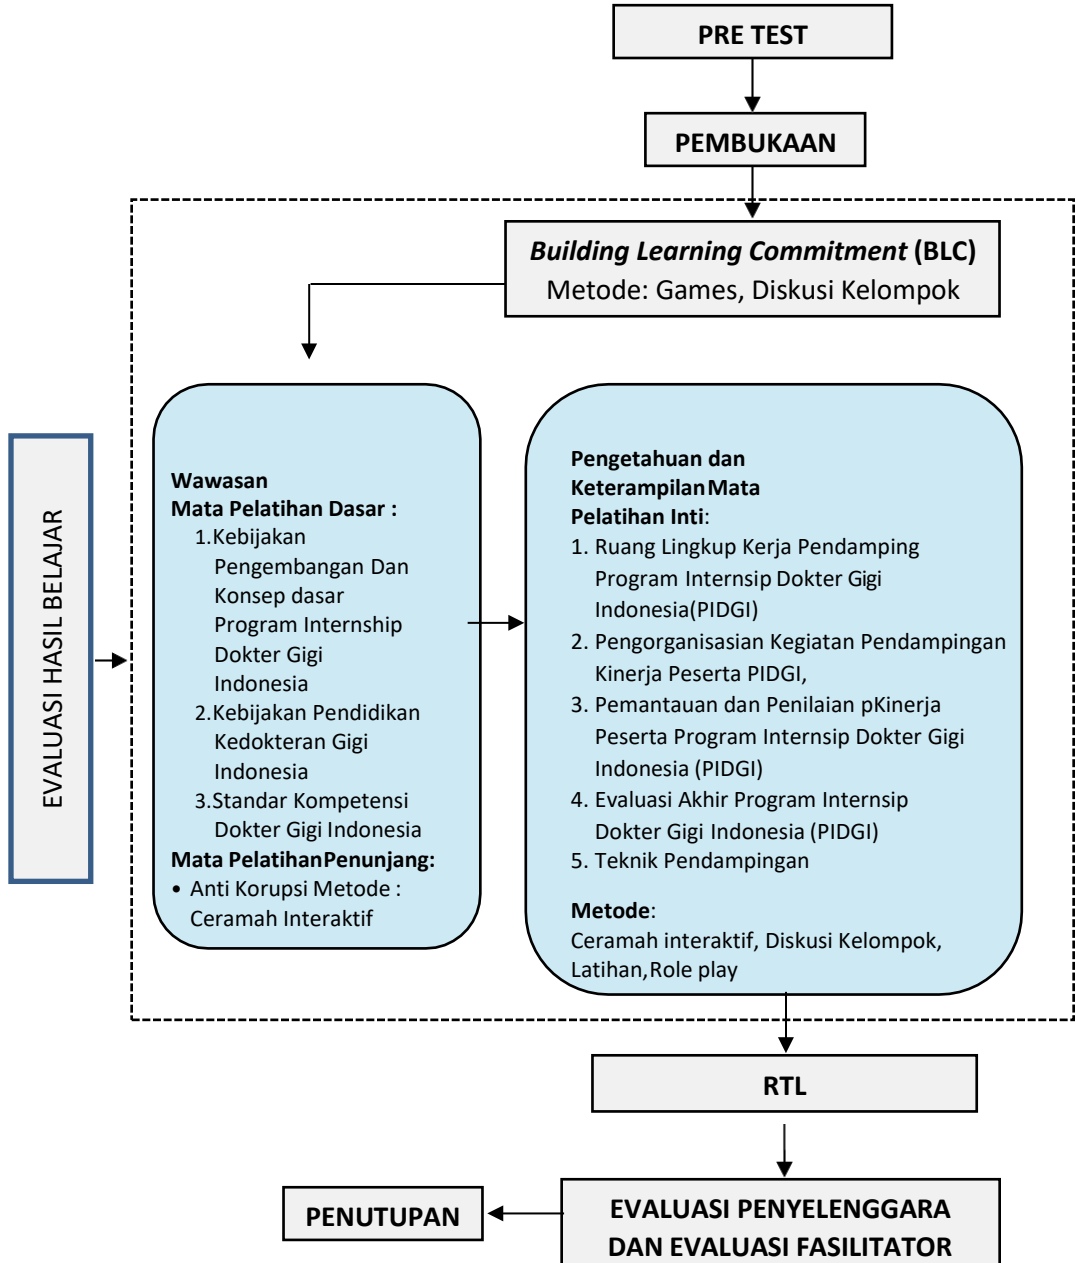 PRE TEST
PEMBUKAAN
Building Learning Commitment (BLC)
Metode: Games, Diskusi Kelompok
EVALUASI HASIL BELAJAR
Wawasan
Mata Pelatihan Dasar :
1.Kebijakan
Pengembangan Dan
Konsep dasar
Program Internship
Dokter Gigi
Indonesia
2.Kebijakan Pendidikan
Kedokteran Gigi
Indonesia
3.Standar Kompetensi
Dokter Gigi Indonesia
Mata PelatihanPenunjang:
• Anti Korupsi Metode :
Ceramah Interaktif
Pengetahuan dan
KeterampilanMata
Pelatihan Inti:
1. Ruang Lingkup Kerja Pendamping
Program Internsip Dokter Gigi
Indonesia(PIDGI)
2. Pengorganisasian Kegiatan Pendampingan
Kinerja Peserta PIDGI,
3. Pemantauan dan Penilaian pKinerja
Peserta Program Internsip Dokter Gigi
Indonesia (PIDGI)
4. Evaluasi Akhir Program Internsip
Dokter Gigi Indonesia (PIDGI)
5. Teknik Pendampingan
Metode:
Ceramah interaktif, Diskusi Kelompok,
Latihan,Role play
RTL
EVALUASI PENYELENGGARA
DAN EVALUASI FASILITATOR
PENUTUPAN